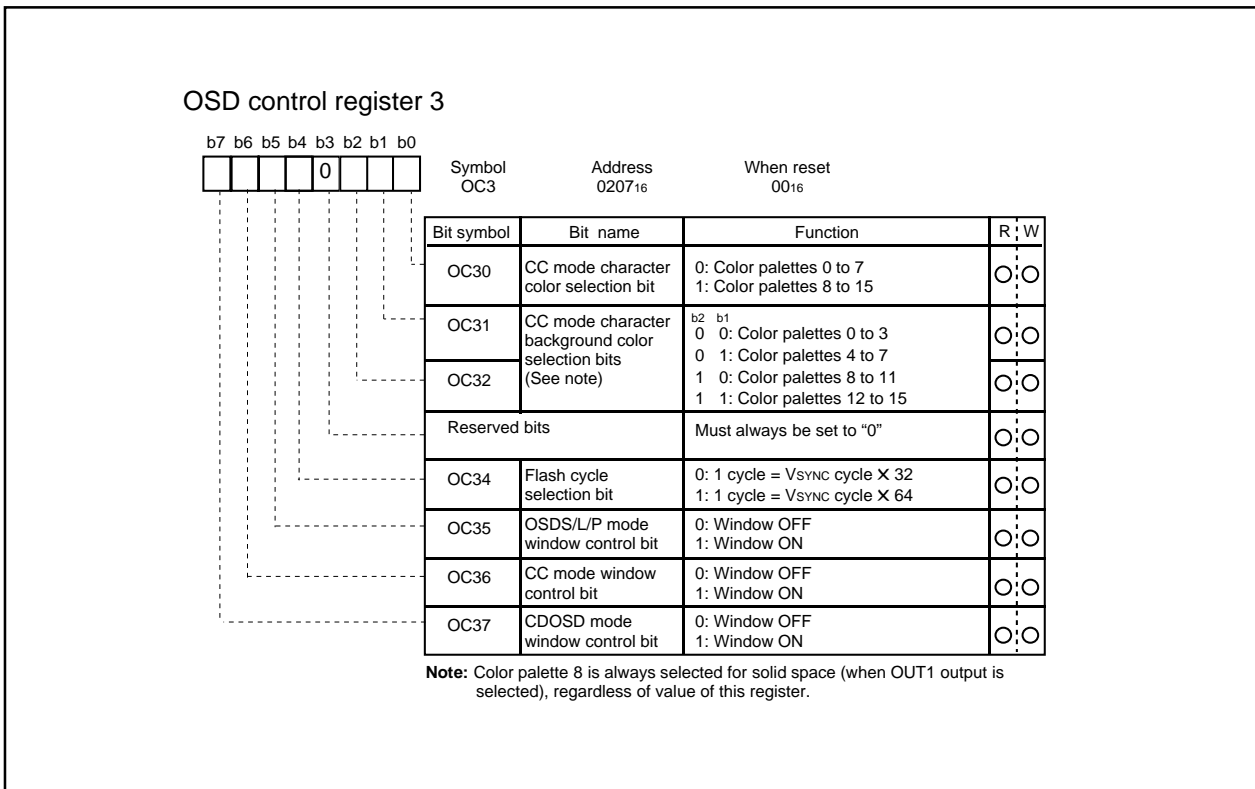 OSD control register 3
b7 b6 b5 b4 b3 b2 b1 b0
0
Symbol Address When reset
OC3 020716 0016
Bit symbol Bit name Function R W
OC30 CC mode character color selection bit 0: Color palettes 0 to 7
1: Color palettes 8 to 15
OC31 CC mode character
background color
selection bits
(See note)
b2 b1
0 0: Color palettes 0 to 3
0 1: Color palettes 4 to 7
OC32 1 0: Color palettes 8 to 11
1 1: Color palettes 12 to 15
Reserved bits Must always be set to “0”
OC34 Flash cycle
selection bit
0: 1 cycle = VSYNC cycle X 32
1: 1 cycle = VSYNC cycle X 64
OC35 OSDS/L/P mode
window control bit
0: Window OFF
1: Window ON
OC36 CC mode window
control bit
0: Window OFF
1: Window ON
OC37 CDOSD mode
window control bit
0: Window OFF
1: Window ON
Note: Color palette 8 is always selected for solid space (when OUT1 output is
selected), regardless of value of this register.